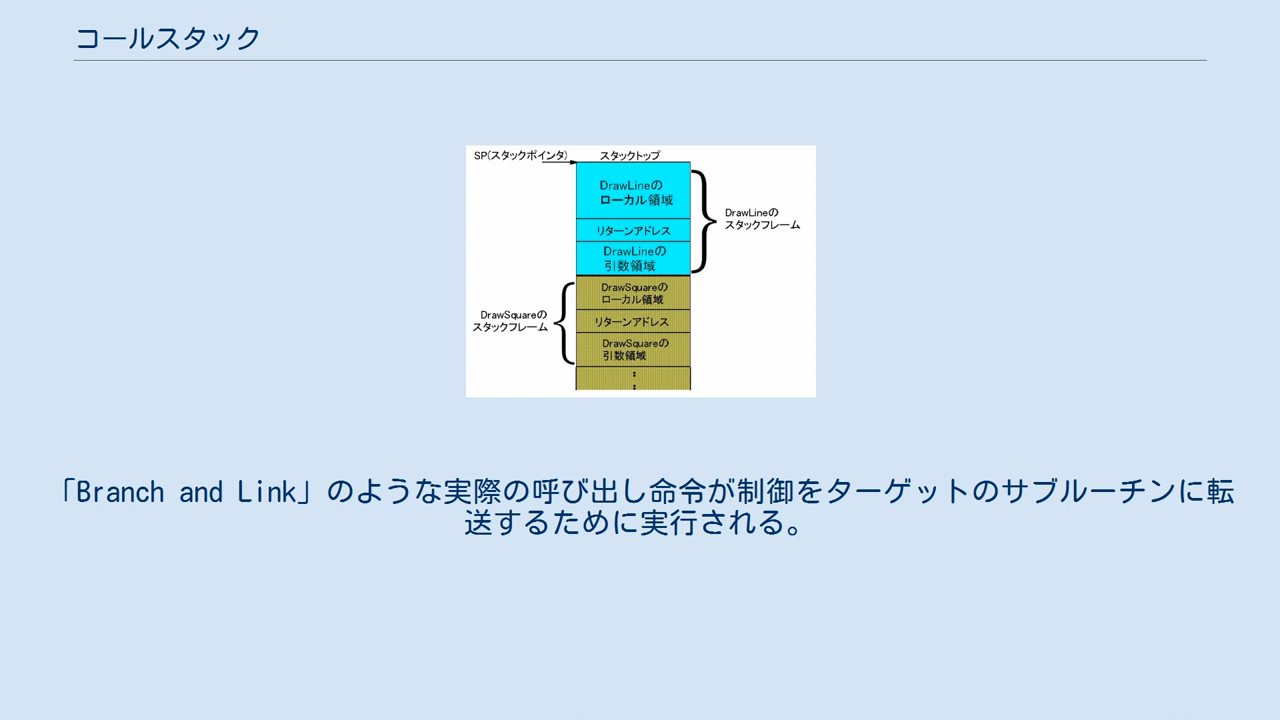 コールスタック
SP(スタックポインタ)
スタックトップ
DrawLineの
ローカル領域
リターンアドレス
DrawLineの
引数領域
DrawLineの
スタックフレーム
DrawSquareの
ローカル領域
リターンアドレス
DrawSquareの
引数領域
DrawSquareの
スタックフレーム
「Branch and Link」のような実際の呼び出し命令が制御をターゲットのサブルーチンに転
送するために実行される。